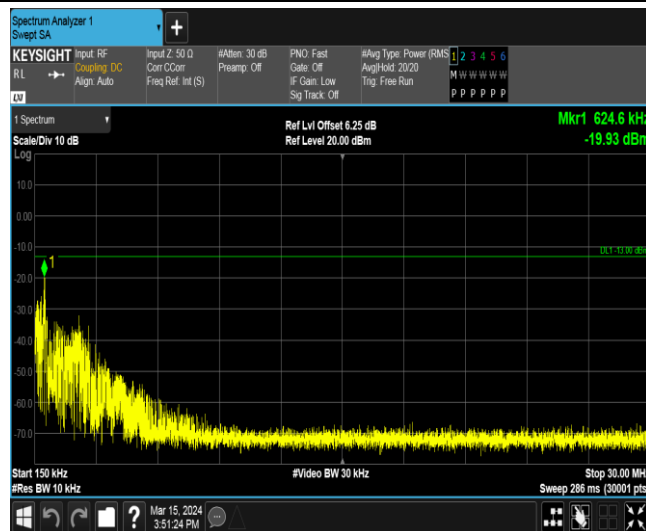 Spectrum Analyzer 1
Swept SA
+
KEYSIGHT
RL
LXI
Input: RF
Coupling: DC
Align: Auto
Input Z: 50 Ω
Corr CCorr
Freq Ref: Int (S)
#Atten: 30 dB
Preamp: Off
PNO: Fast
Gate: Off
IF Gain: Low
Sig Track: Off
#Avg Type: Power (RMS
Avg|Hold: 20/20
Trig: Free Run
1 2 3 4 5 6
M W W W W W
P P P P P P
1 Spectrum
Scale/Div 10 dB
Log
Ref Lvl Offset 6.25 dB
Ref Level 20.00 dBm
Mkr1 624.6 kHz
-19.93 dBm
10.0
0.00
-10.0
DL1 -13.00 dBm
1
-20.0
-30.0
-40.0
-50.0
-60.0
-70.0
Start 150 kHz
#Video BW 30 kHz
Stop 30.00 MHz
#Res BW 10 kHz
Sweep 286 ms (30001 pts
?
Mar 15, 2024
3:51:24 PM